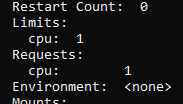 Restart Count:  0
Limits:
  cpu:  1
Requests:
  cpu:        1
Environment:  <none>
Mounts: